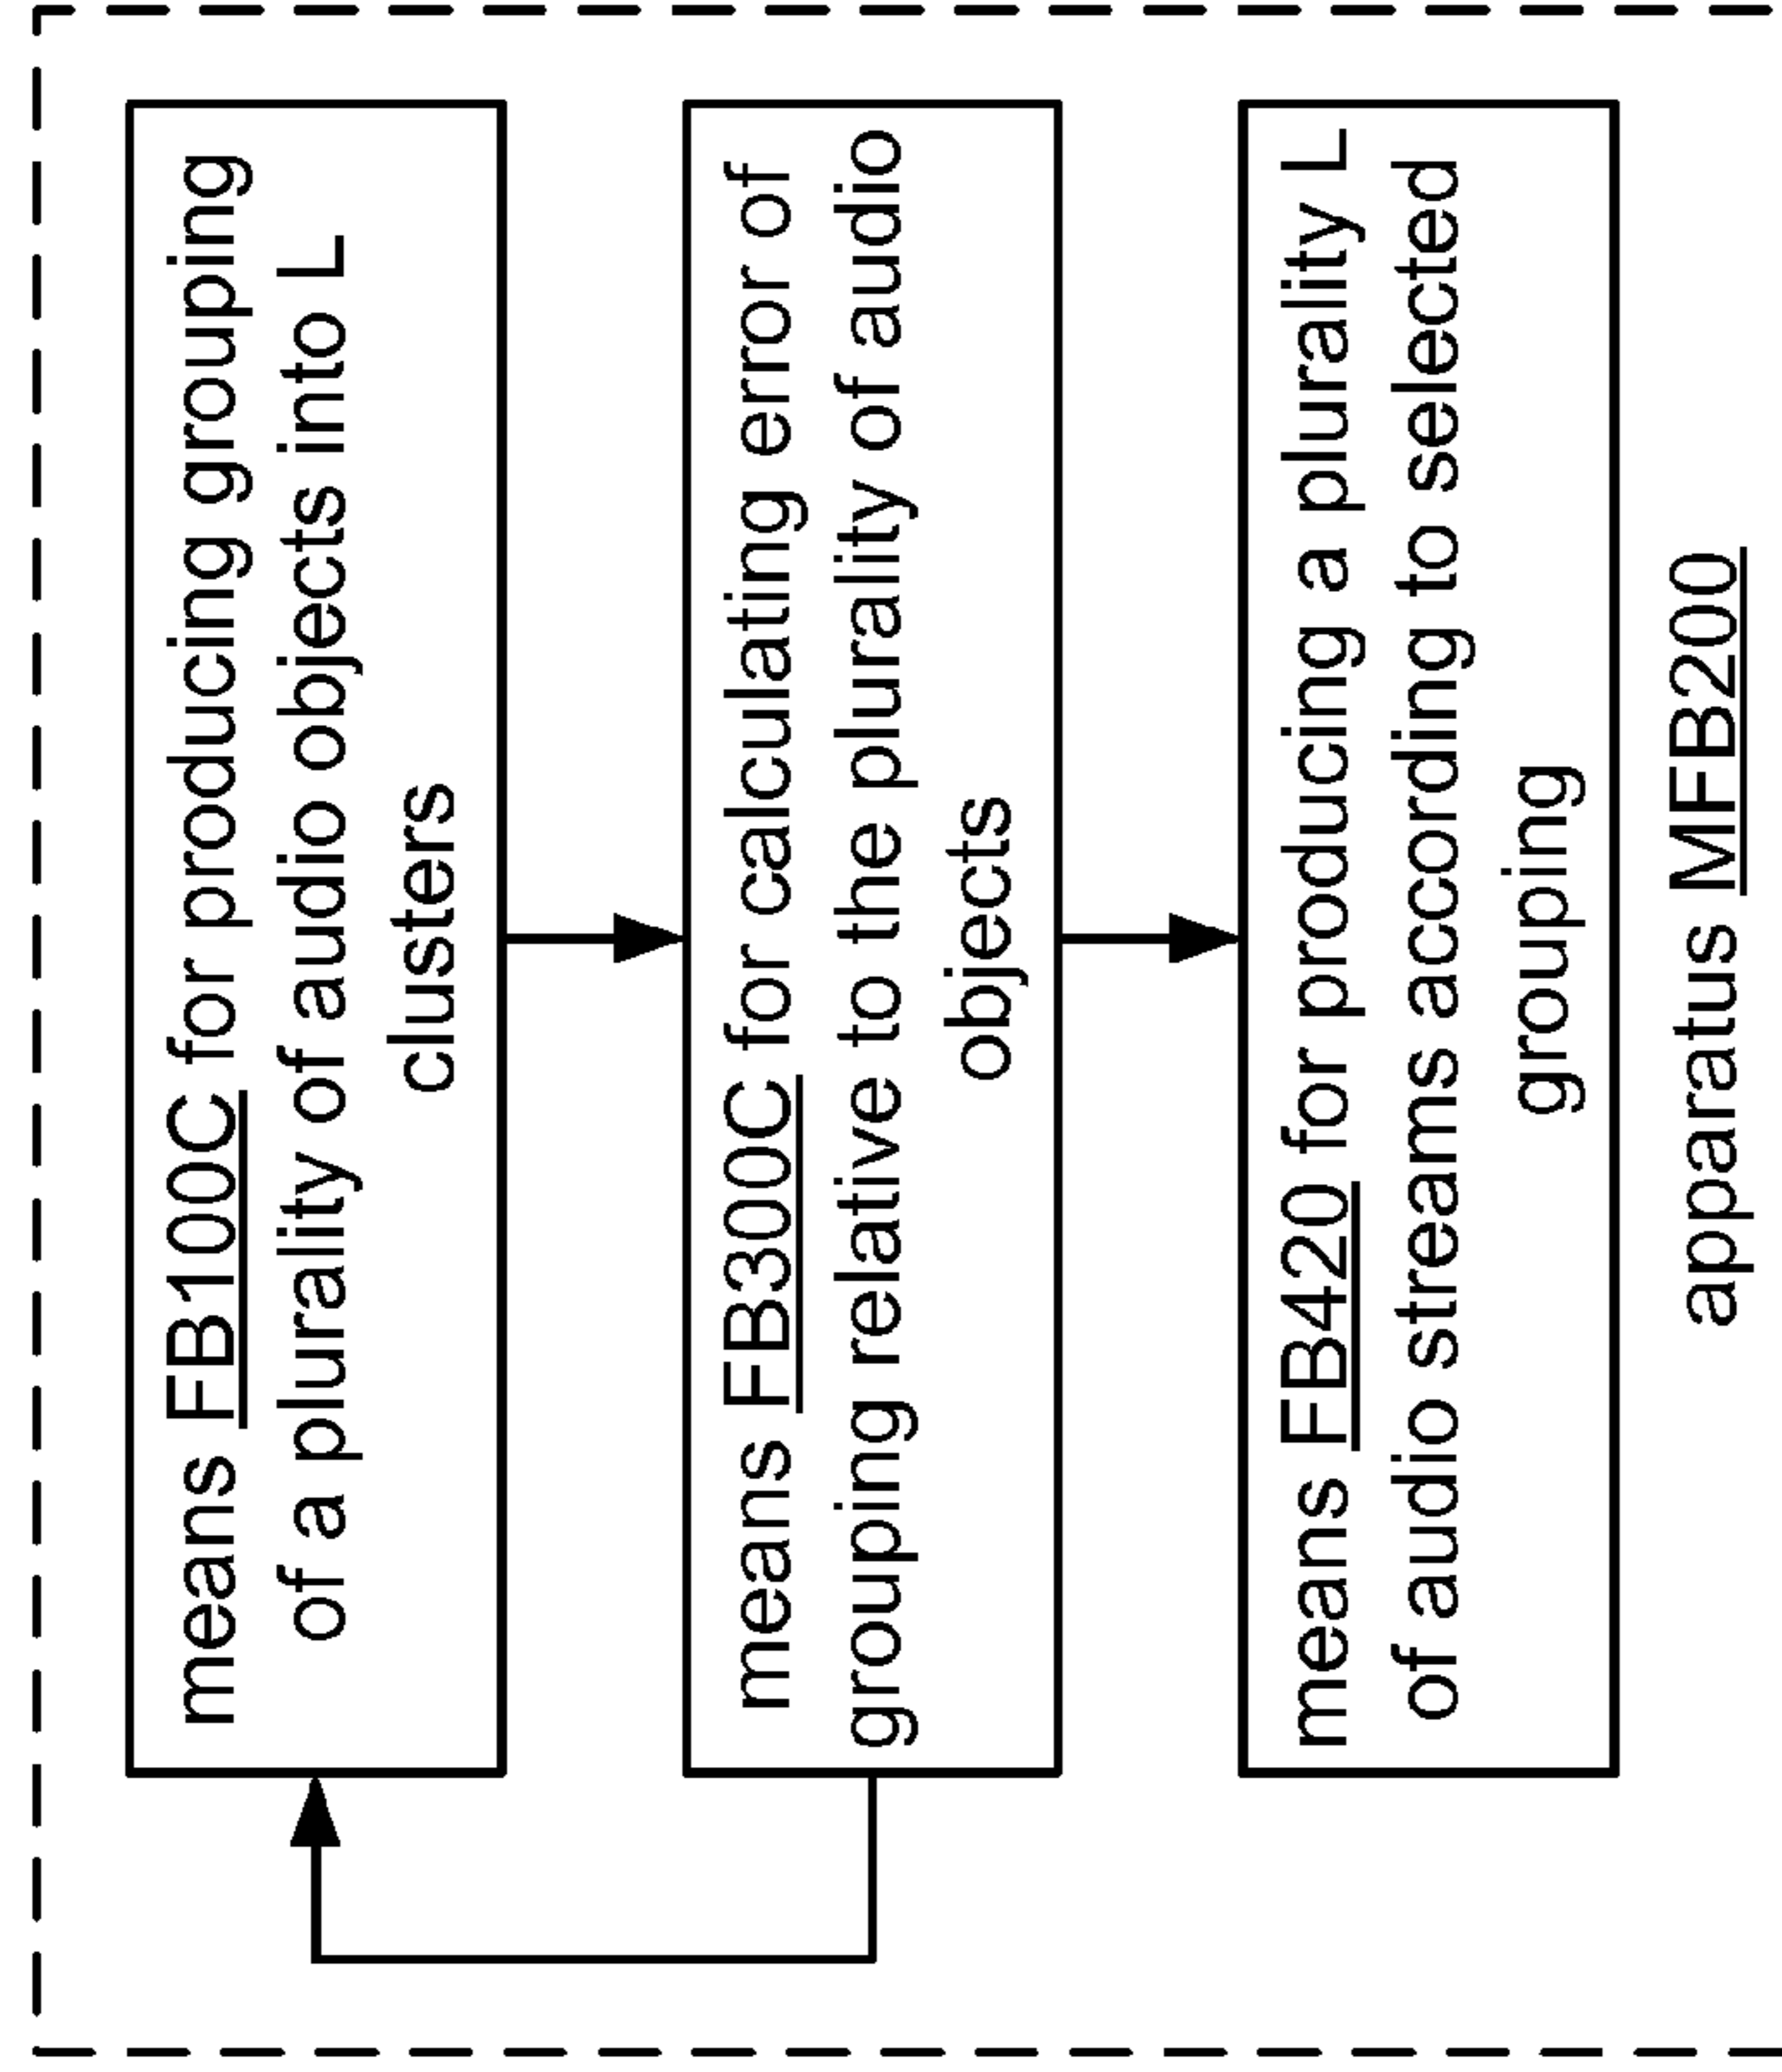 means FB100C for producing grouping
of a plurality of audio objects into L
clusters
means FB300C for calculating error of
grouping relative to the plurality of audio
objects
means FB420 for producing a plurality L
of audio streams according to selected
grouping
apparatus MFB200